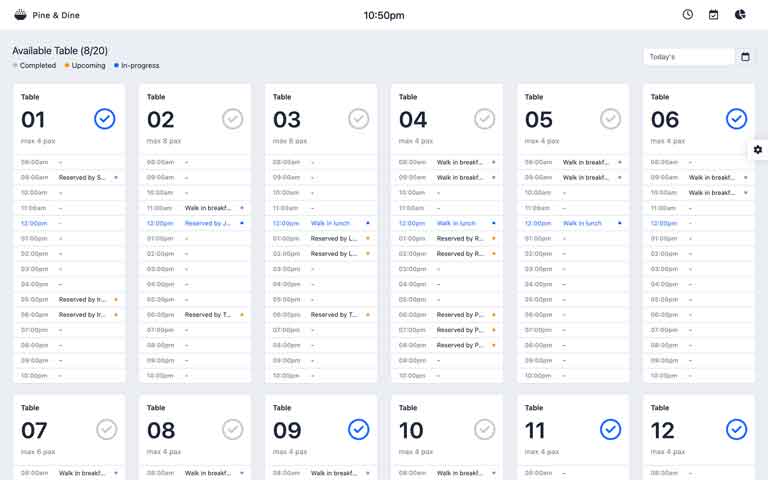 Pine & Dine
10:50pm
Available Table (8/20)
Completed Upcoming In-progress
Today's
Table
01
max 4 pax
08:00am -
09:00am Reserved by S...
10:00am -
11:00am -
12:00pm -
01:00pm -
02:00pm -
03:00pm -
04:00pm -
05:00pm Reserved by Ir...
06:00pm Reserved by Ir...
07:00pm -
08:00pm -
09:00pm -
10:00pm -
Table
02
max 8 pax
08:00am -
09:00am -
10:00am -
11:00am Walk in breakf...
12:00pm Reserved by J...
01:00pm -
02:00pm -
03:00pm -
04:00pm -
05:00pm -
06:00pm Reserved by T...
07:00pm -
08:00pm -
09:00pm -
10:00pm -
Table
03
max 6 pax
08:00am -
09:00am -
10:00am -
11:00am -
12:00pm Walk in lunch
01:00pm Reserved by L...
02:00pm Reserved by L...
03:00pm -
04:00pm -
05:00pm -
06:00pm Reserved by T...
07:00pm -
08:00pm -
09:00pm -
10:00pm -
Table
04
max 4 pax
08:00am Walk in breakf...
09:00am Walk in breakf...
10:00am -
11:00am -
12:00pm Walk in lunch
01:00pm Reserved by R...
02:00pm Reserved by R...
03:00pm -
04:00pm -
05:00pm -
06:00pm Reserved by P...
07:00pm Reserved by P...
08:00pm Reserved by P...
09:00pm -
10:00pm -
Table
05
max 4 pax
08:00am Walk in breakf...
09:00am Walk in breakf...
10:00am -
11:00am -
12:00pm Walk in lunch
01:00pm -
02:00pm -
03:00pm -
04:00pm -
05:00pm -
06:00pm -
07:00pm -
08:00pm -
09:00pm -
10:00pm -
Table
06
max 4 pax
08:00am -
09:00am Walk in breakf...
10:00am Walk in breakf...
11:00am -
12:00pm -
01:00pm -
02:00pm -
03:00pm -
04:00pm -
05:00pm -
06:00pm -
07:00pm -
08:00pm -
09:00pm -
10:00pm -
Table
07
max 6 pax
08:00am Walk in breakf...
Table
08
max 4 pax
08:00am Walk in breakf...
Table
09
max 4 pax
08:00am Walk in breakf...
Table
10
max 4 pax
08:00am Walk in breakf...
Table
11
max 4 pax
08:00am -
Table
12
max 4 pax
08:00am -